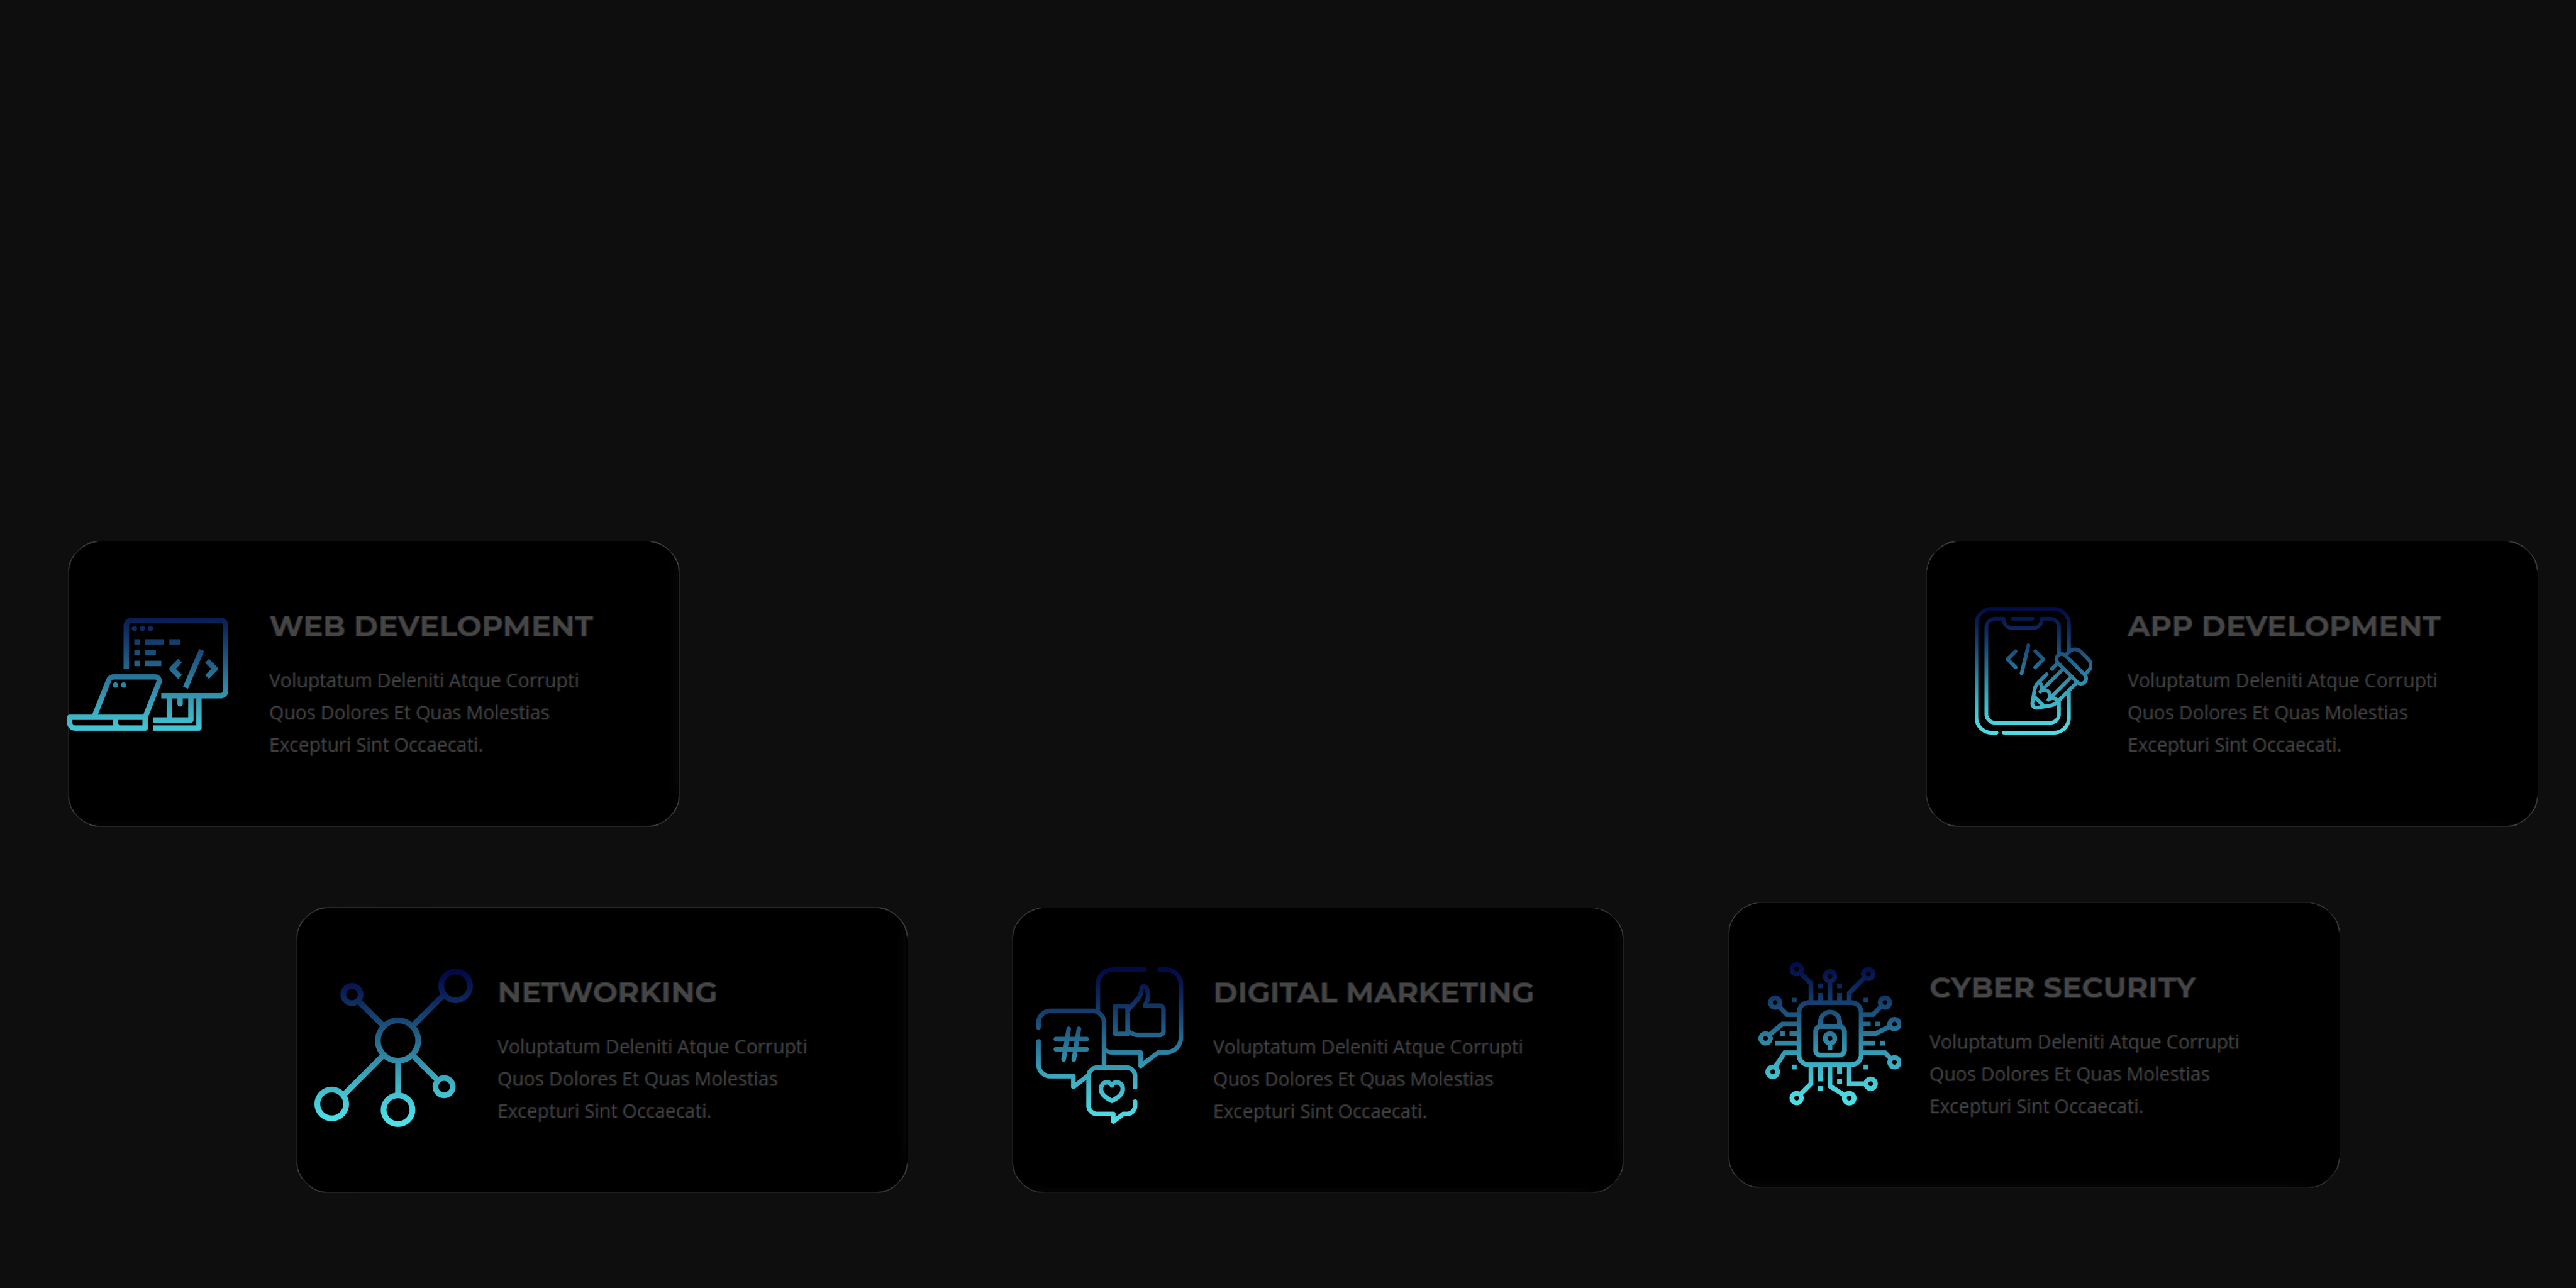 WEB DEVELOPMENT
Voluptatum Deleniti Atque Corrupti
Quos Dolores Et Quas Molestias
Excepturi Sint Occaecati.
APP DEVELOPMENT
Voluptatum Deleniti Atque Corrupti
Quos Dolores Et Quas Molestias
Excepturi Sint Occaecati.
NETWORKING
Voluptatum Deleniti Atque Corrupti
Quos Dolores Et Quas Molestias
Excepturi Sint Occaecati.
DIGITAL MARKETING
Voluptatum Deleniti Atque Corrupti
Quos Dolores Et Quas Molestias
Excepturi Sint Occaecati.
CYBER SECURITY
Voluptatum Deleniti Atque Corrupti
Quos Dolores Et Quas Molestias
Excepturi Sint Occaecati.